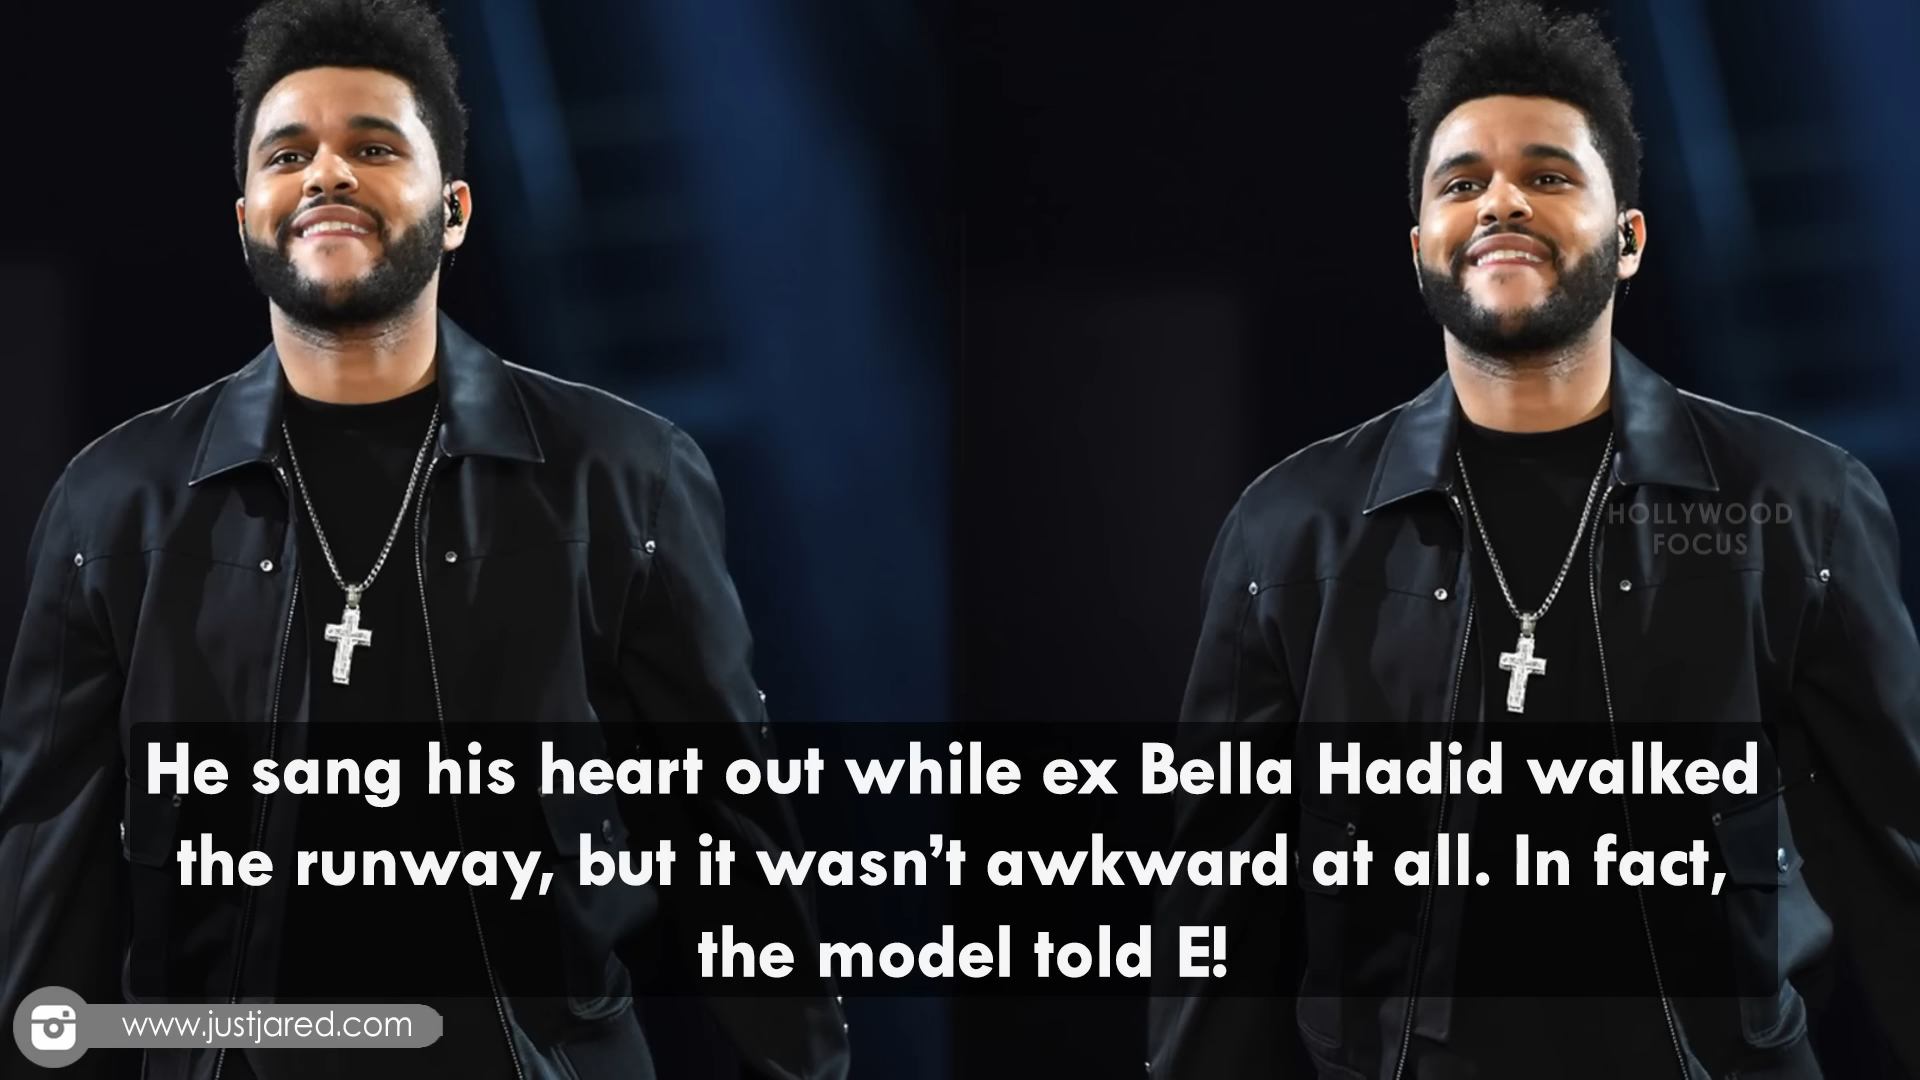 HOLLYWOOD
FOCUS
He sang his heart out while ex Bella Hadid walked
the runway, but it wasn’t awkward at all. In fact,
the model told E!
www.justjared.com